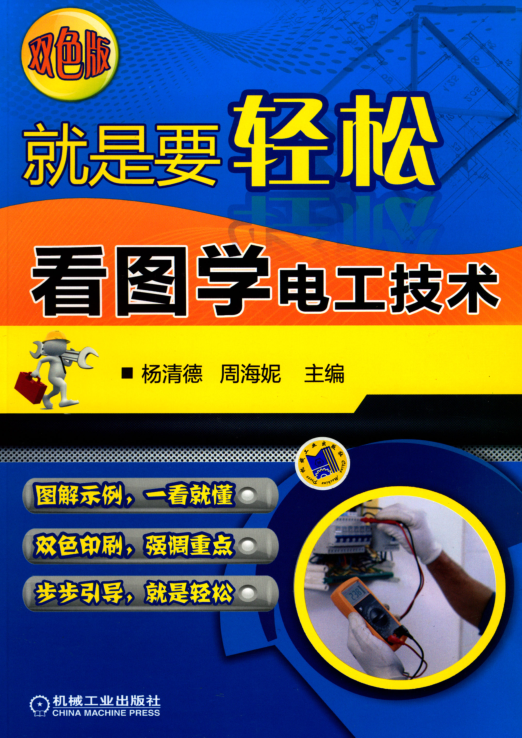 双色版
就是要轻松
看图学电工技术
■ 杨清德 周海妮 主编
图解示例，一看就懂
双色印刷，强调重点
步步引导，就是轻松
机械工业出版社
CHINA MACHINE PRESS